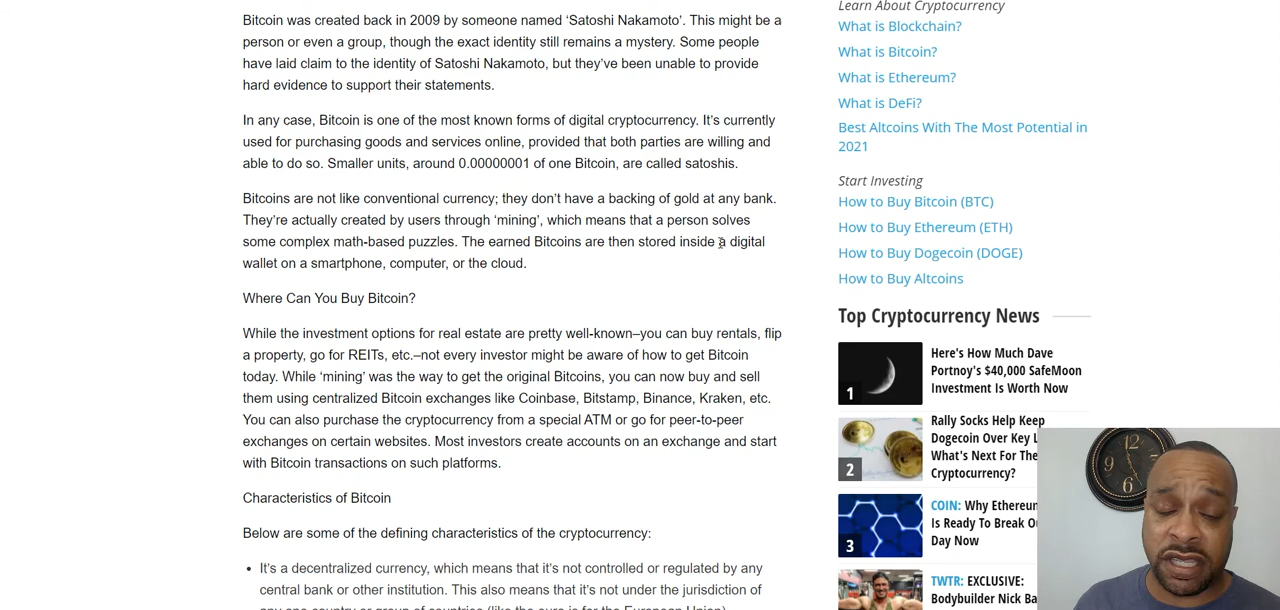 Bitcoin was created back in 2009 by someone named ‘Satoshi Nakamoto’. This might be a
person or even a group, though the exact identity still remains a mystery. Some people
have laid claim to the identity of Satoshi Nakamoto, but they’ve been unable to provide
hard evidence to support their statements.
In any case, Bitcoin is one of the most known forms of digital cryptocurrency. It’s currently
used for purchasing goods and services online, provided that both parties are willing and
able to do so. Smaller units, around 0.00000001 of one Bitcoin, are called satoshis.
Bitcoins are not like conventional currency; they don’t have a backing of gold at any bank.
They’re actually created by users through ‘mining’, which means that a person solves
some complex math-based puzzles. The earned Bitcoins are then stored inside a digital
wallet on a smartphone, computer, or the cloud.
Where Can You Buy Bitcoin?
While the investment options for real estate are pretty well-known–you can buy rentals, flip
a property, go for REITs, etc.–not every investor might be aware of how to get Bitcoin
today. While ‘mining’ was the way to get the original Bitcoins, you can now buy and sell
them using centralized Bitcoin exchanges like Coinbase, Bitstamp, Binance, Kraken, etc.
You can also purchase the cryptocurrency from a special ATM or go for peer-to-peer
exchanges on certain websites. Most investors create accounts on an exchange and start
with Bitcoin transactions on such platforms.
Characteristics of Bitcoin
Below are some of the defining characteristics of the cryptocurrency:
• It’s a decentralized currency, which means that it’s not controlled or regulated by any
central bank or other institution. This also means that it’s not under the jurisdiction of
any one country or group of countries (like the euro is for the European Union)
Learn About Cryptocurrency
What is Blockchain?
What is Bitcoin?
What is Ethereum?
What is DeFi?
Best Altcoins With The Most Potential in
2021
Start Investing
How to Buy Bitcoin (BTC)
How to Buy Ethereum (ETH)
How to Buy Dogecoin (DOGE)
How to Buy Altcoins
Top Cryptocurrency News
1
Here's How Much Dave
Portnoy's $40,000 SafeMoon
Investment Is Worth Now
2
Rally Socks Help Keep
Dogecoin Over Key L
What's Next For The
Cryptocurrency?
3
COIN: Why Ethereum
Is Ready To Break O
Day Now
TWTR: EXCLUSIVE:
Bodybuilder Nick Ba
12
9
6